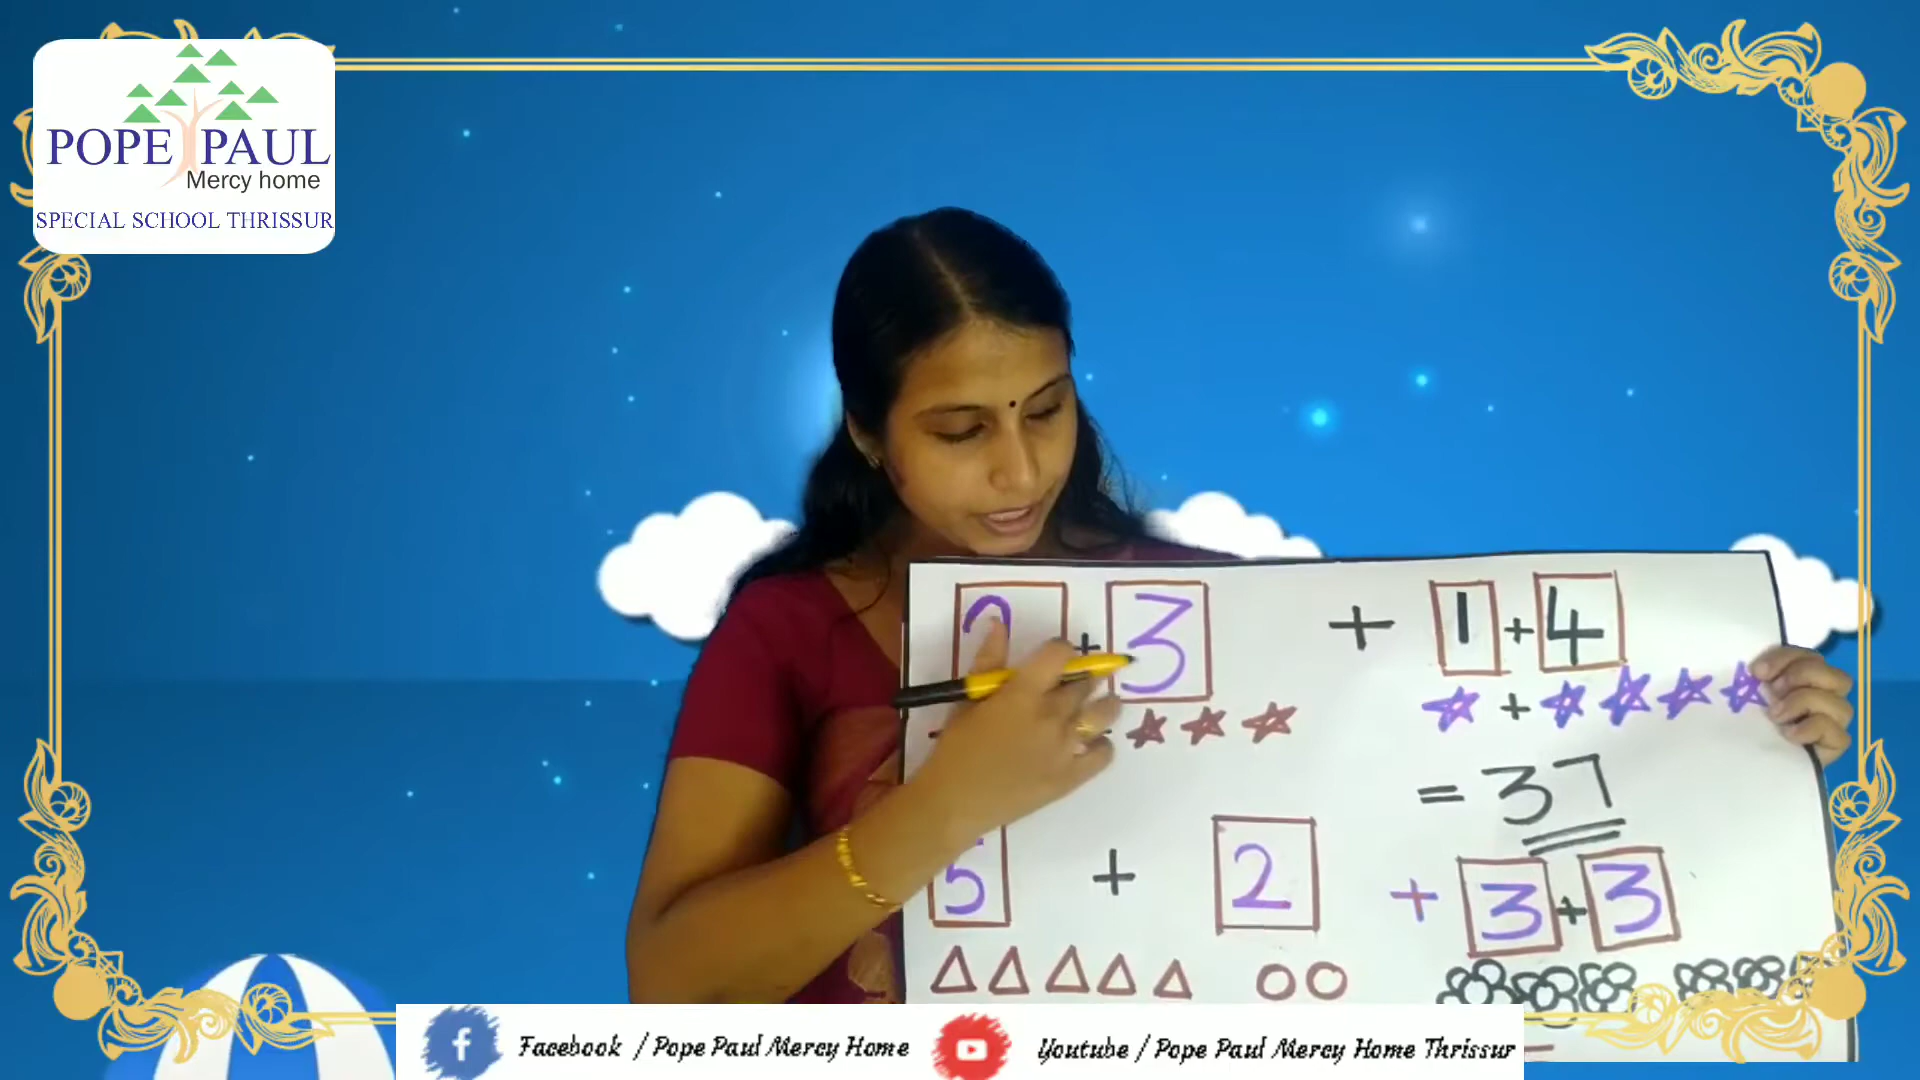 POPE PAUL
Mercy home
SPECIAL SCHOOL THRISSUR
2 + 3 + 1 + 4
+
= 37
5 + 2 + 3 + 3
Facebook / Pope Paul Mercy Home
Youtube / Pope Paul Mercy Home Thrissur